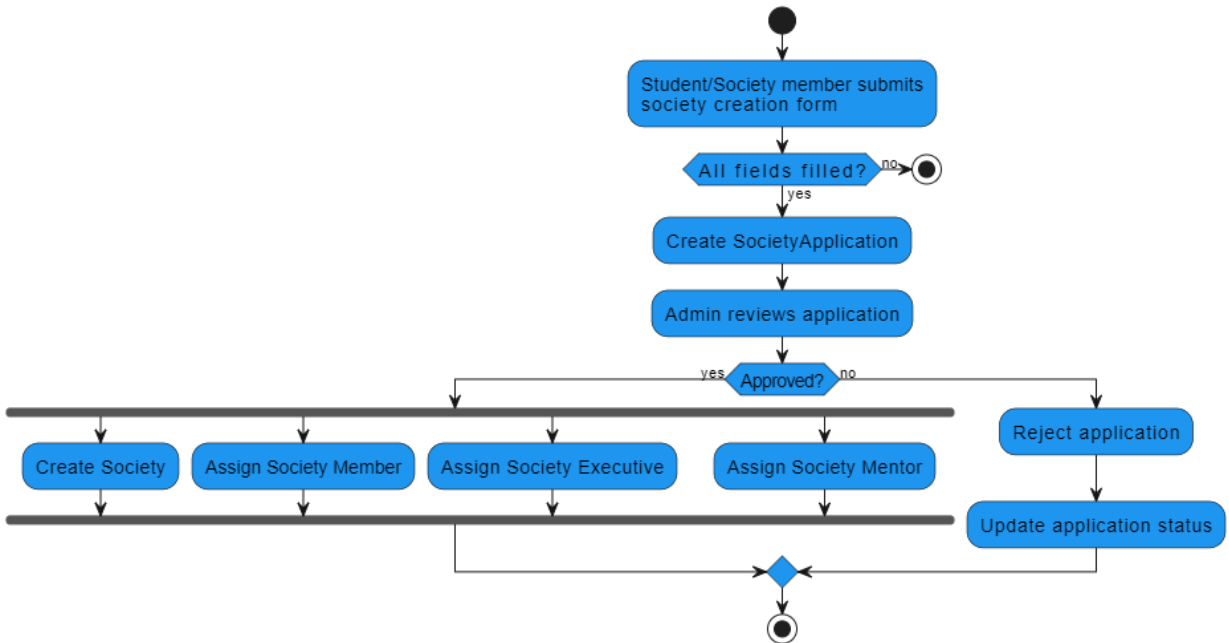 Student/Society member submits
society creation form
All fields filled?
no
yes
Create SocietyApplication
Admin reviews application
yes
Approved?
no
Create Society
Assign Society Member
Assign Society Executive
Assign Society Mentor
Reject application
Update application status